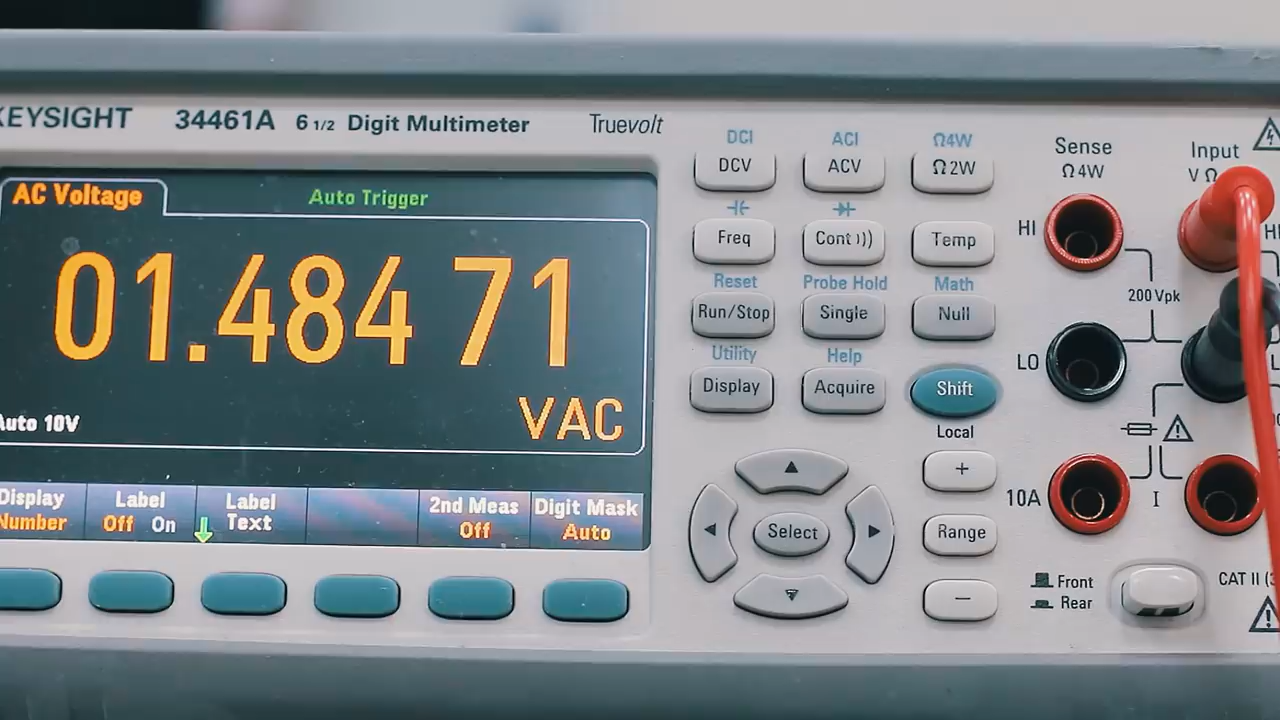 KEYSIGHT 34461A 6 1/2 Digit Multimeter Truevolt
AC Voltage
Auto Trigger
01.484 71
VAC
Auto 10V
Display
Number
Label
Off On
Label
Text
2nd Meas
Off
Digit Mask
Auto
DCI ACI Ω4W
DCV ACV Ω2W
Freq Cont Temp
Reset Probe Hold Math
Run/Stop Single Null
Utility Help
Display Acquire Shift
Local
+
Select
Range
−
Sense
Ω4W
Input
V Ω
HI
200 Vpk
LO
10A
I
Front
Rear
CAT II